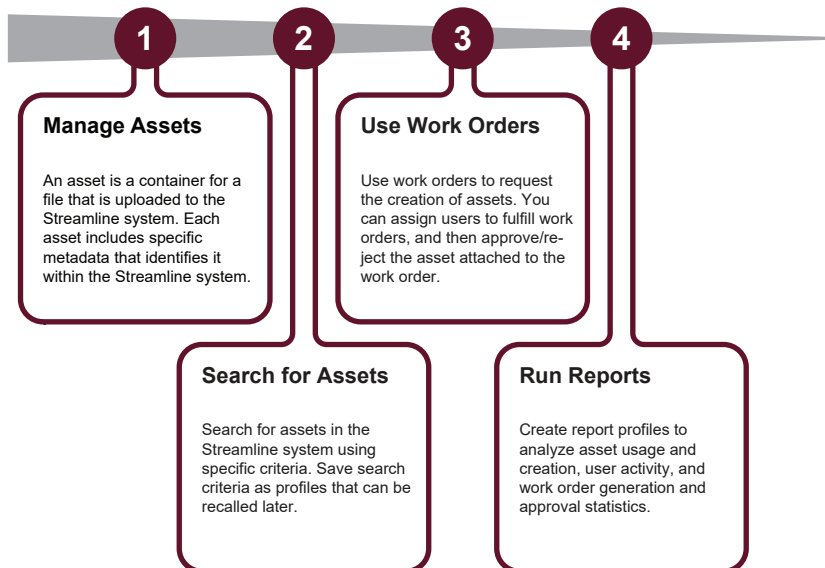 1
2
3
4
Manage Assets
An asset is a container for a
file that is uploaded to the
Streamline system. Each
asset includes specific
metadata that identifies it
within the Streamline system.
Search for Assets
Search for assets in the
Streamline system using
specific criteria. Save search
criteria as profiles that can be
recalled later.
Use Work Orders
Use work orders to request
the creation of assets. You
can assign users to fulfill work
orders, and then approve/re-
ject the asset attached to the
work order.
Run Reports
Create report profiles to
analyze asset usage and
creation, user activity, and
work order generation and
approval statistics.